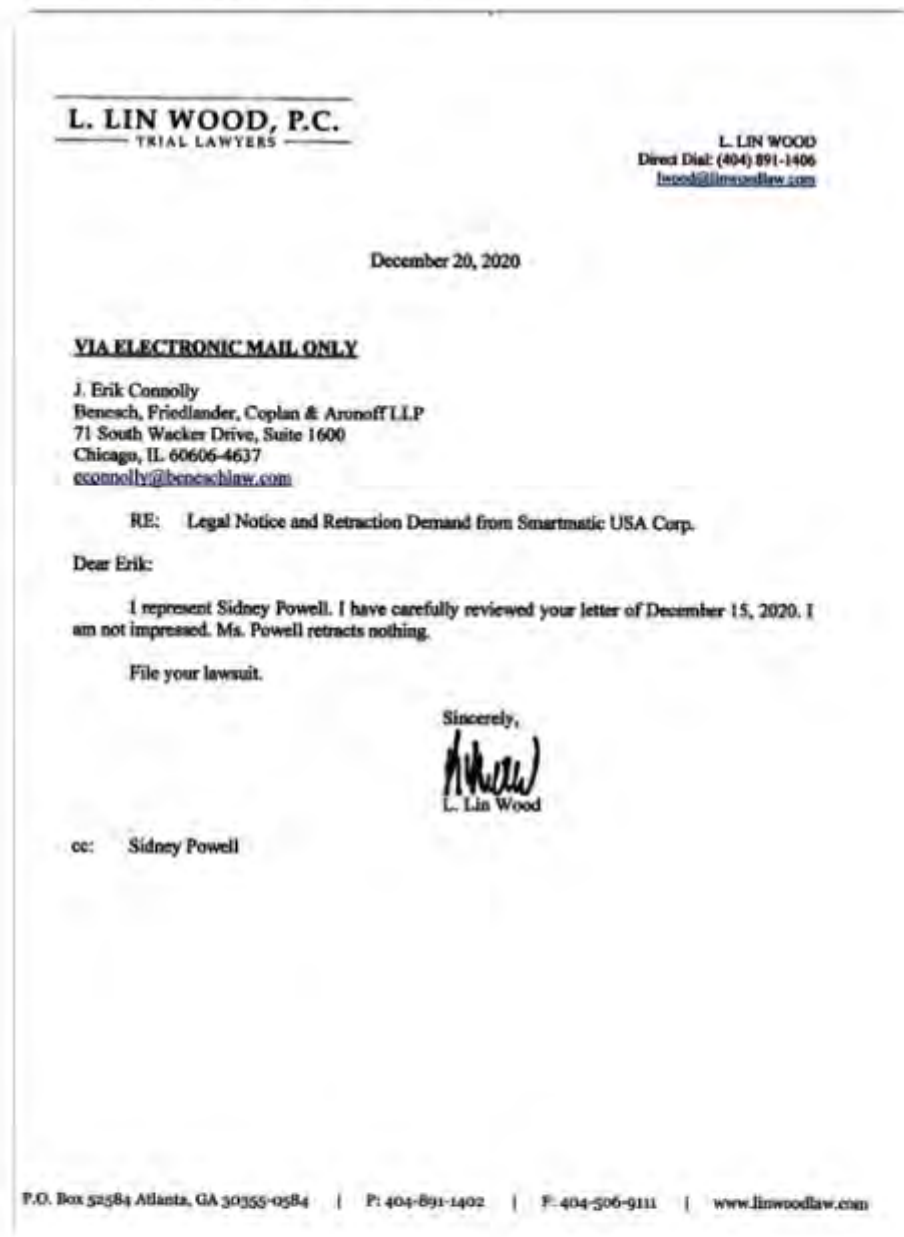 L. LIN WOOD, P.C.
TRIAL LAWYERS
L. LIN WOOD
Direct Dial: (404) 891-1406
lwood@linwoodlaw.com
December 20, 2020
VIA ELECTRONIC MAIL ONLY
J. Erik Connolly
Benesch, Friedlander, Coplan & Aronoff LLP
71 South Wacker Drive, Suite 1600
Chicago, IL 60606-4637
econnolly@beneschlaw.com
RE: Legal Notice and Retraction Demand from Smartmatic USA Corp.
Dear Erik:
I represent Sidney Powell. I have carefully reviewed your letter of December 15, 2020. I
am not impressed. Ms. Powell retracts nothing.
File your lawsuit.
Sincerely,
L. Lin Wood
cc: Sidney Powell
P.O. Box 52584 Atlanta, GA 30355-0584 | P: 404-891-1402 | F: 404-506-9111 | www.linwoodlaw.com